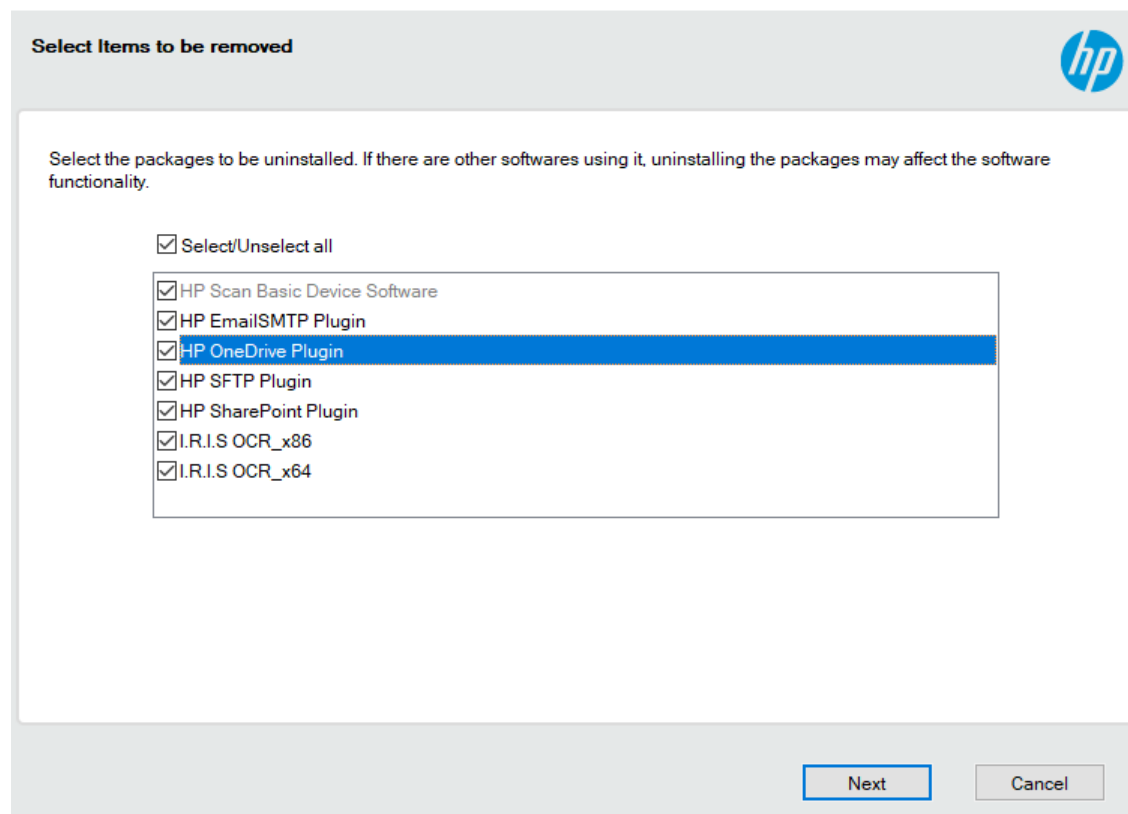 Select Items to be removed
hp
Select the packages to be uninstalled. If there are other softwares using it, uninstalling the packages may affect the software
functionality.
Select/Unselect all
HP Scan Basic Device Software
HP EmailSMTP Plugin
HP OneDrive Plugin
HP SFTP Plugin
HP SharePoint Plugin
I.R.I.S OCR_x86
I.R.I.S OCR_x64
Next
Cancel